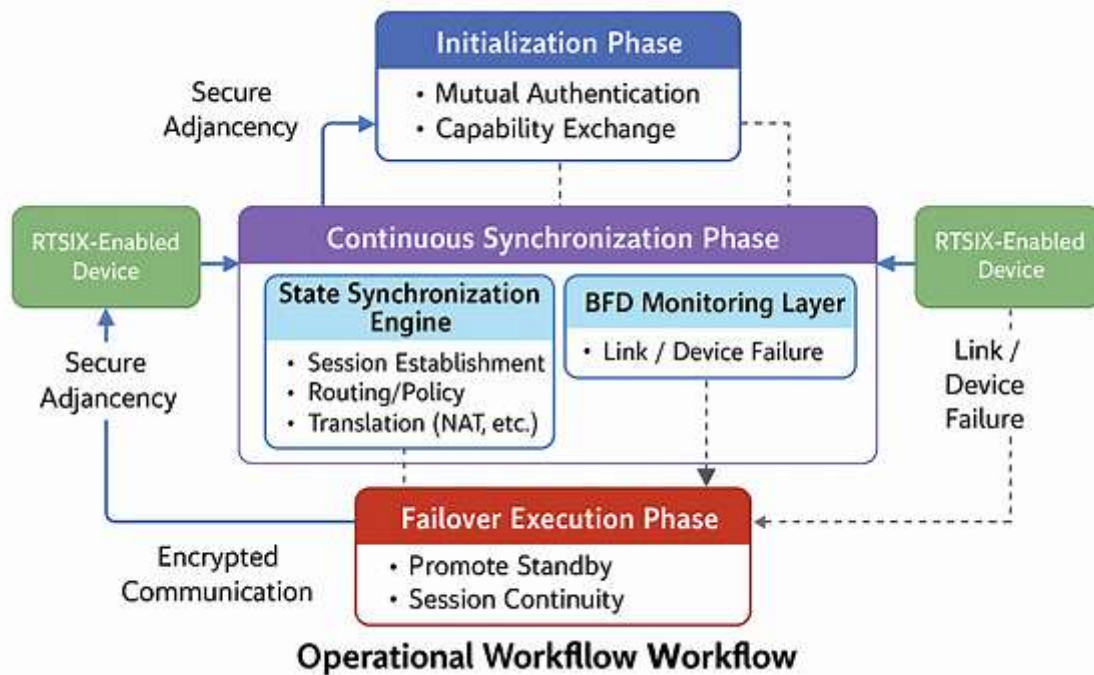 Initialization Phase
• Mutual Authentication
• Capability Exchange
Secure
Adjancency
RTSIX-Enabled
Device
Continuous Synchronization Phase
State Synchronization
Engine
• Session Establishment
• Routing/Policy
• Translation (NAT, etc.)
BFD Monitoring Layer
• Link / Device Failure
RTSIX-Enabled
Device
Secure
Adjancency
Link /
Device
Failure
Failover Execution Phase
• Promote Standby
• Session Continuity
Encrypted
Communication
Operational Workfllow Workflow